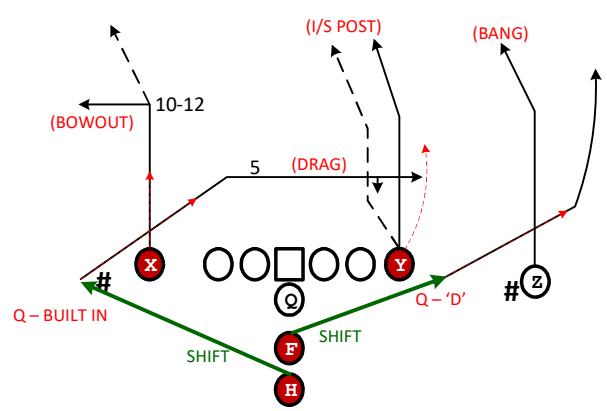 (I/S POST)
(BANG)
10-12
(BOWOUT)
5
(DRAG)
X
Y
#
Z
#
Q
Q – BUILT IN
Q – 'D'
SHIFT
SHIFT
F
H